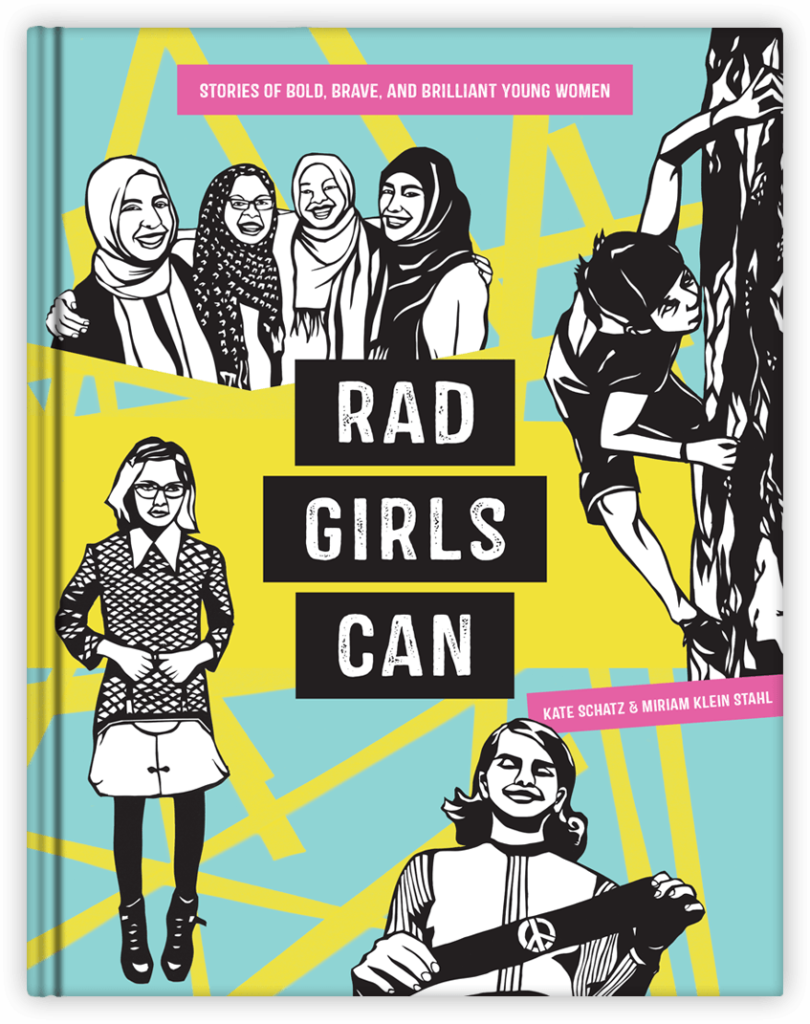 STORIES OF BOLD, BRAVE, AND BRILLIANT YOUNG WOMEN
RAD
GIRLS
CAN
KATE SCHATZ & MIRIAM KLEIN STAHL